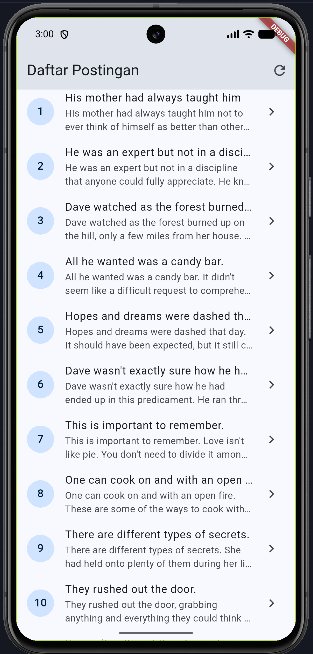 3:00
DEBUG
Daftar Postingan
1
His mother had always taught him
His mother had always taught him not to
ever think of himself as better than other…
2
He was an expert but not in a disci…
He was an expert but not in a discipline
that anyone could fully appreciate. He kn…
3
Dave watched as the forest burned…
Dave watched as the forest burned up on
the hill, only a few miles from her house. …
4
All he wanted was a candy bar.
All he wanted was a candy bar. It didn't
seem like a difficult request to comprehe…
5
Hopes and dreams were dashed th…
Hopes and dreams were dashed that day.
It should have been expected, but it still c…
6
Dave wasn't exactly sure how he h…
Dave wasn't exactly sure how he had
ended up in this predicament. He ran thr…
7
This is important to remember.
This is important to remember. Love isn't
like pie. You don't need to divide it amon…
8
One can cook on and with an open …
One can cook on and with an open fire.
These are some of the ways to cook with…
9
There are different types of secrets.
There are different types of secrets. She
had held onto plenty of them during her li…
10
They rushed out the door.
They rushed out the door, grabbing
anything and everything they could think …